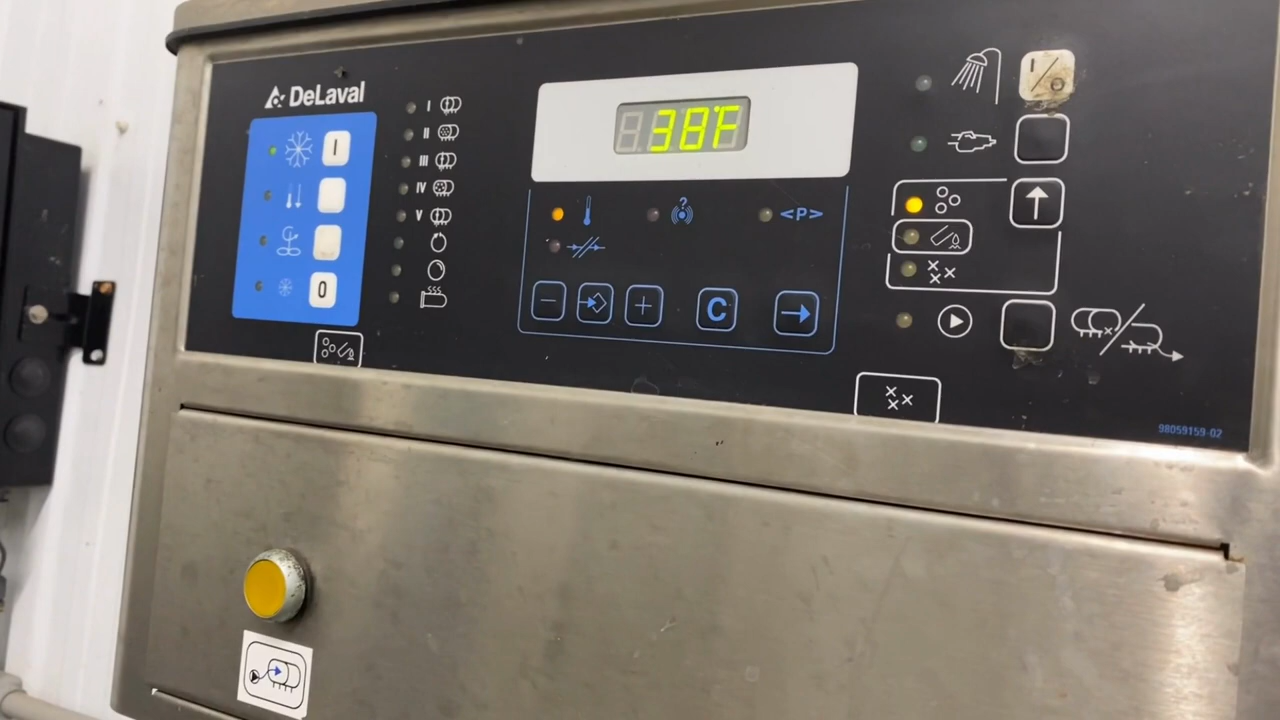 DeLaval
I
0
I
II
III
IV
V
38°F
?
<P>
C
I/O
98059159-02